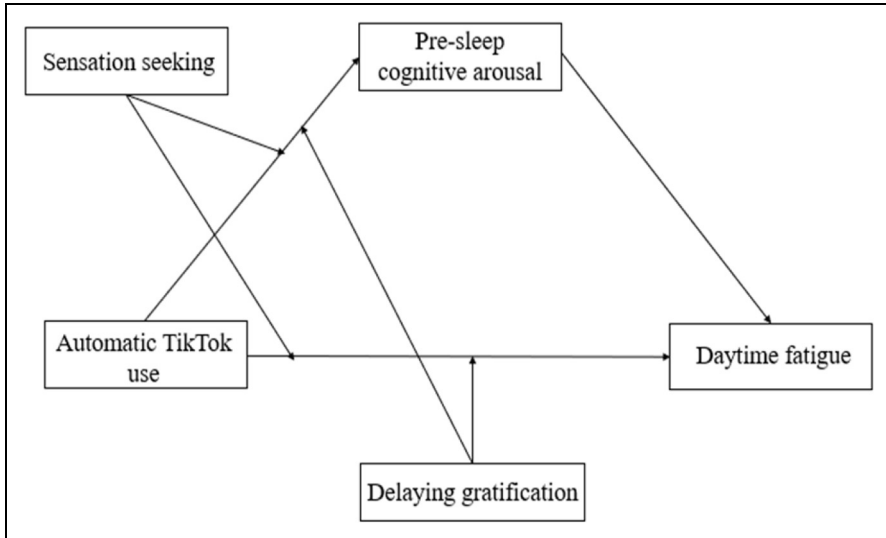 Sensation seeking
Pre-sleep
cognitive arousal
Automatic TikTok
use
Daytime fatigue
Delaying gratification